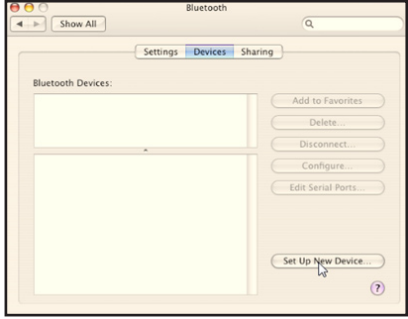 Bluetooth
Show All
Settings Devices Sharing
Bluetooth Devices:
Add to Favorites
Delete...
Disconnect...
Configure...
Edit Serial Ports...
Set Up New Device...
?